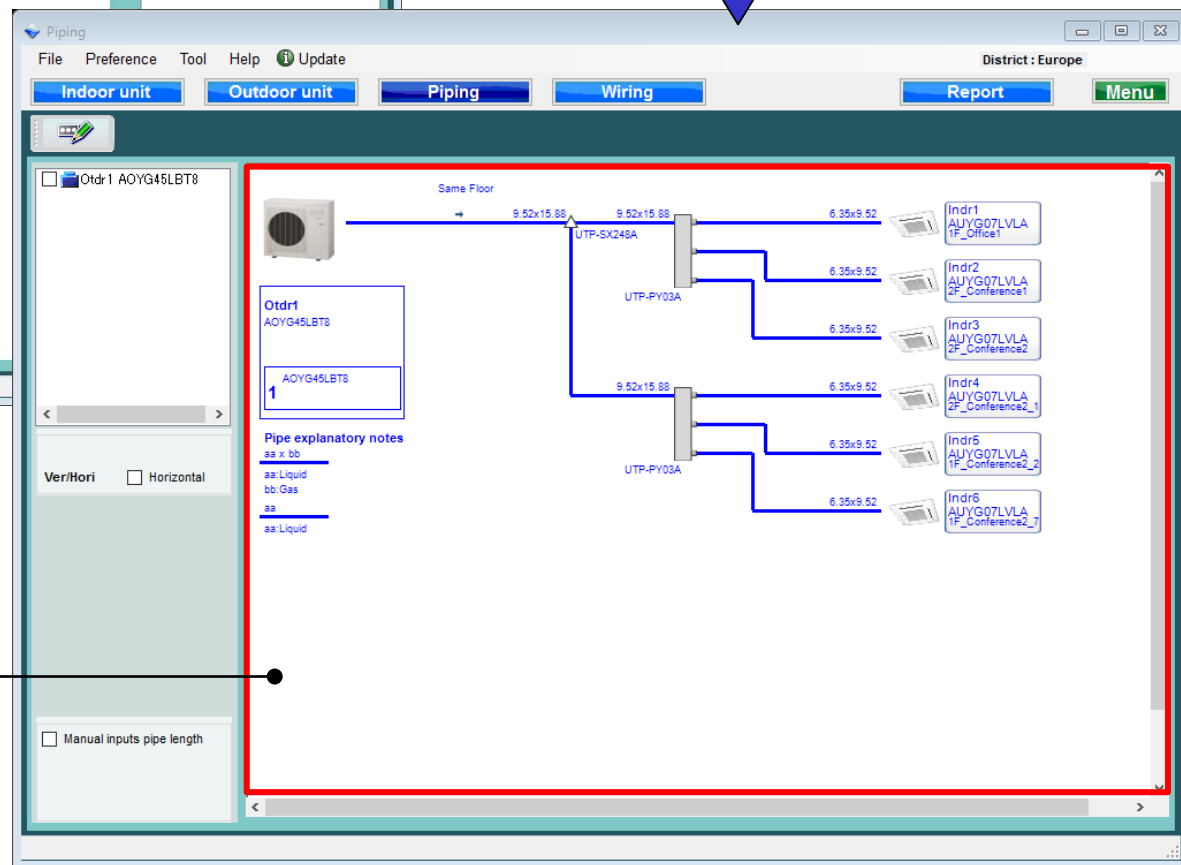 Piping
File Preference Tool Help Update
District : Europe
Indoor unit Outdoor unit Piping Wiring Report Menu
Otdr1 AOYG45LBT8
Same Floor
9.52x15.88 9.52x15.88 6.35x9.52
UTP-SX248A
Indr1
AUYG07LVLA
1F_Office1
6.35x9.52
Indr2
AUYG07LVLA
2F_Conference1
UTP-PY03A
Otdr1
AOYG45LBT8
6.35x9.52
Indr3
AUYG07LVLA
2F_Conference2
AOYG45LBT8
1
9.52x15.88 6.35x9.52
Indr4
AUYG07LVLA
2F_Conference2_1
Pipe explanatory notes
aa x bb
aa:Liquid
bb:Gas
aa
aa:Liquid
6.35x9.52
Indr5
AUYG07LVLA
1F_Conference2_2
UTP-PY03A
6.35x9.52
Indr6
AUYG07LVLA
1F_Conference2_7
Ver/Hori Horizontal
Manual inputs pipe length